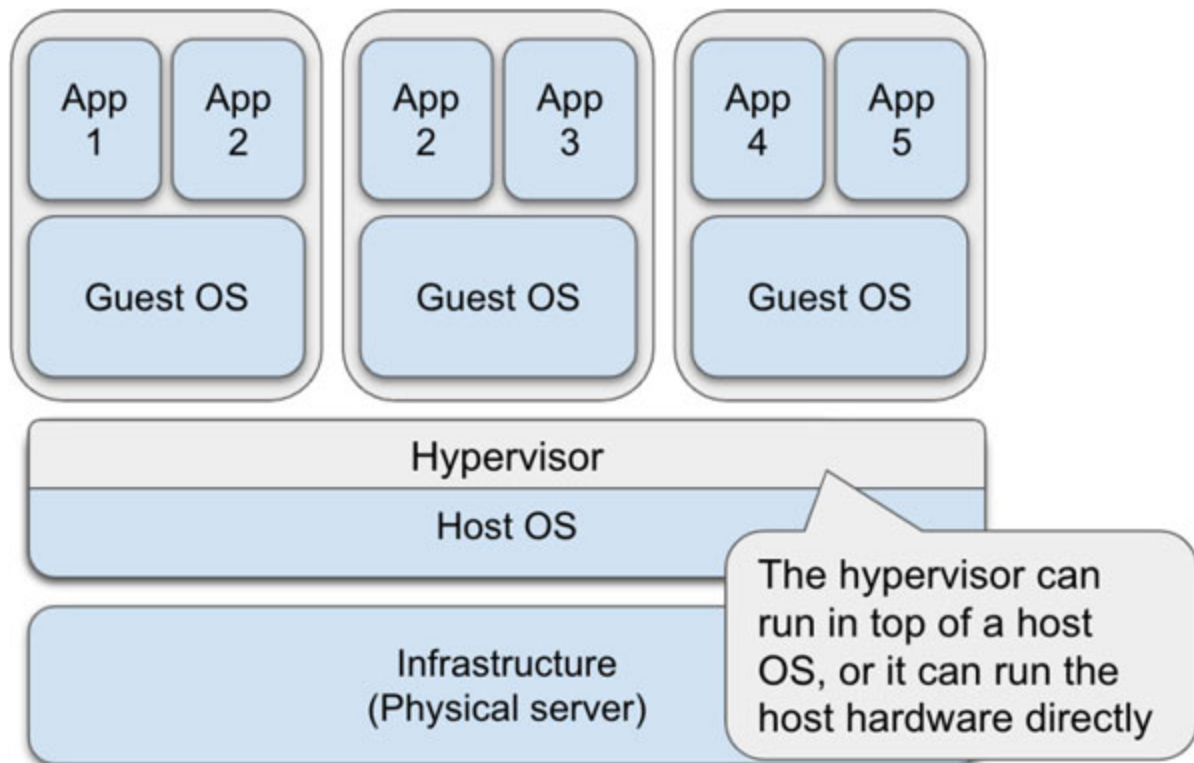 App
1
App
2
App
2
App
3
App
4
App
5
Guest OS
Guest OS
Guest OS
Hypervisor
Host OS
Infrastructure
(Physical server)
The hypervisor can
run in top of a host
OS, or it can run the
host hardware directly